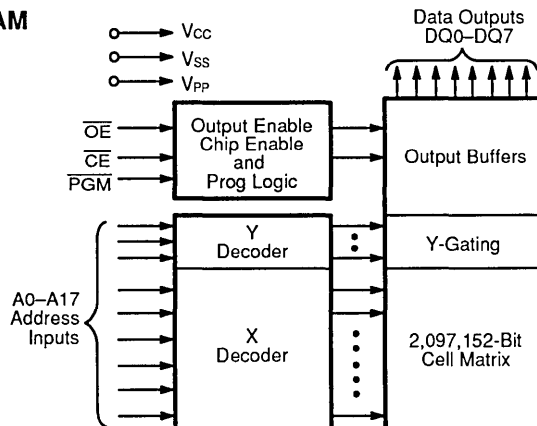 AM
VCC
VSS
VPP
Data Outputs
DQ0–DQ7
OE
CE
PGM
Output Enable
Chip Enable
and
Prog Logic
Output Buffers
Y
Decoder
Y-Gating
A0–A17
Address
Inputs
X
Decoder
2,097,152-Bit
Cell Matrix